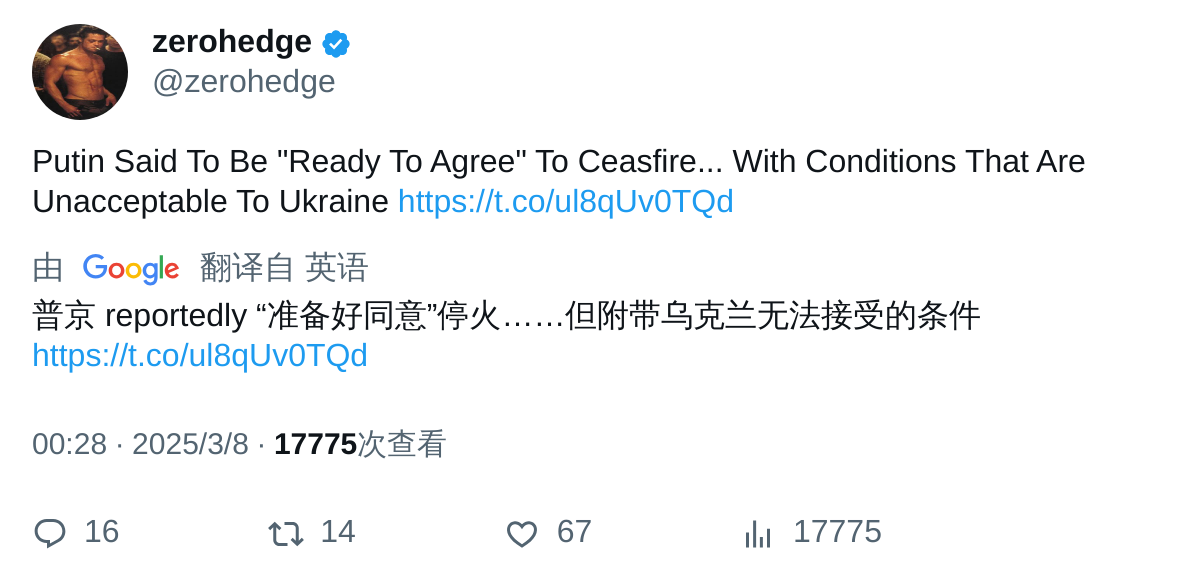 zerohedge
@zerohedge
Putin Said To Be "Ready To Agree" To Ceasfire... With Conditions That Are
Unacceptable To Ukraine https://t.co/ul8qUv0TQd
由 Google 翻译自 英语
普京 reportedly “准备好同意”停火……但附带乌克兰无法接受的条件
https://t.co/ul8qUv0TQd
00:28 · 2025/3/8 · 17775次查看
16 14 67 17775